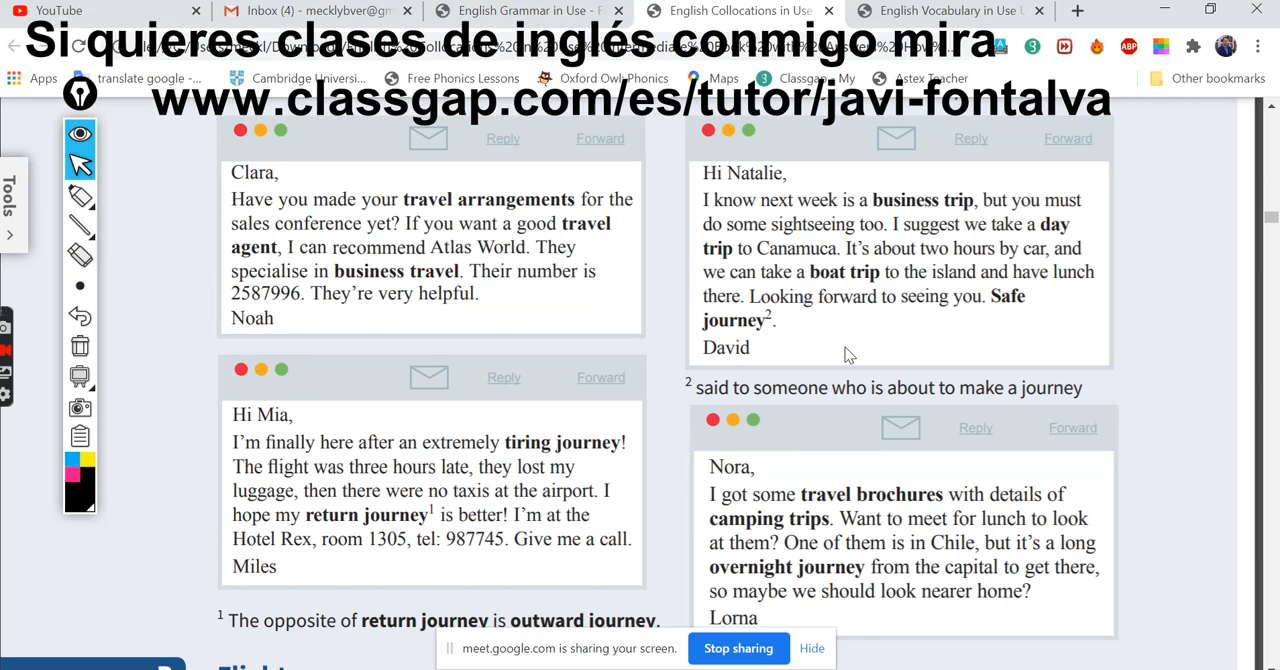 YouTube
Inbox (4) - mecklybver@gm
English Grammar in Use - F
English Collocations in Use
English Vocabulary in Use
Si quieres clases de inglés conmigo mira
Apps
translate google -...
Cambridge Universi...
Free Phonics Lesson
Oxford Owl Phonics
Maps
Classgap - My
Astex Teacher
Other bookmarks
www.classgap.com/es/tutor/javi-fontalva
Tools
Reply
Forward
Clara,
Have you made your travel arrangements for the
sales conference yet? If you want a good travel
agent, I can recommend Atlas World. They
specialise in business travel. Their number is
2587996. They're very helpful.
Noah
Reply
Forward
Hi Mia,
I'm finally here after an extremely tiring journey!
The flight was three hours late, they lost my
luggage, then there were no taxis at the airport. I
hope my return journey1 is better! I'm at the
Hotel Rex, room 1305, tel: 987745. Give me a call.
Miles
1 The opposite of return journey is outward journey.
Reply
Forward
Hi Natalie,
I know next week is a business trip, but you must
do some sightseeing too. I suggest we take a day
trip to Canamuca. It's about two hours by car, and
we can take a boat trip to the island and have lunch
there. Looking forward to seeing you. Safe
journey2.
David
2 said to someone who is about to make a journey
Reply
Forward
Nora,
I got some travel brochures with details of
camping trips. Want to meet for lunch to look
at them? One of them is in Chile, but it's a long
overnight journey from the capital to get there,
so maybe we should look nearer home?
Lorna
meet.google.com is sharing your screen.
Stop sharing
Hide